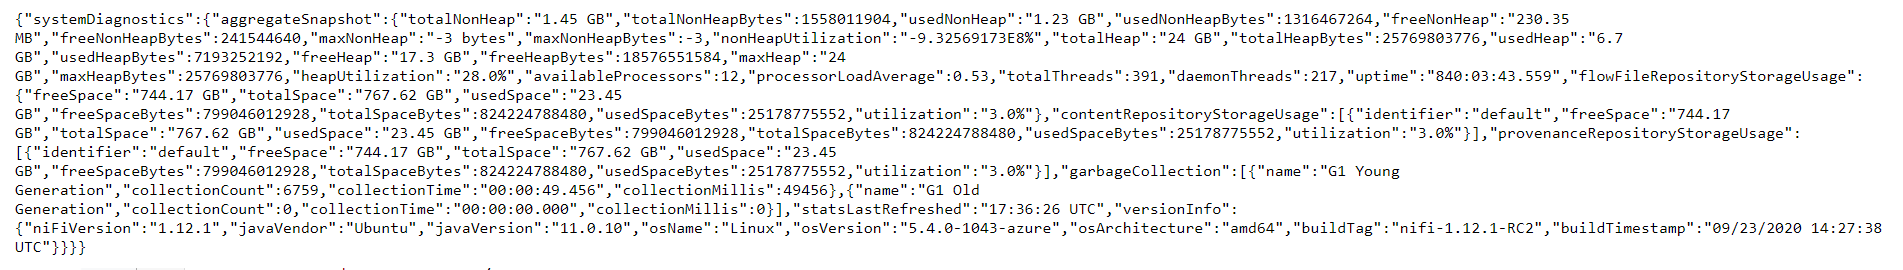 {"systemDiagnostics":{"aggregateSnapshot":{"totalNonHeap":"1.45 GB","totalNonHeapBytes":1558011904,"usedNonHeap":"1.23 GB","usedNonHeapBytes":1316467264,"freeNonHeap":"230.35
MB","freeNonHeapBytes":241544640,"maxNonHeap":"-3 bytes","maxNonHeapBytes":-3,"nonHeapUtilization":"-9.32569173E8%","totalHeap":"24 GB","totalHeapBytes":25769803776,"usedHeap":"6.7
GB","usedHeapBytes":7193252192,"freeHeap":"17.3 GB","freeHeapBytes":18576551584,"maxHeap":"24
GB","maxHeapBytes":25769803776,"heapUtilization":"28.0%","availableProcessors":12,"processorLoadAverage":0.53,"totalThreads":391,"daemonThreads":217,"uptime":"840:03:43.559","flowFileRepositoryStorageUsage":
{"freeSpace":"744.17 GB","totalSpace":"767.62 GB","usedSpace":"23.45
GB","freeSpaceBytes":799046012928,"totalSpaceBytes":824224788480,"usedSpaceBytes":25178775552,"utilization":"3.0%"},"contentRepositoryStorageUsage":[{"identifier":"default","freeSpace":"744.17
GB","totalSpace":"767.62 GB","usedSpace":"23.45 GB","freeSpaceBytes":799046012928,"totalSpaceBytes":824224788480,"usedSpaceBytes":25178775552,"utilization":"3.0%"}],"provenanceRepositoryStorageUsage":
[{"identifier":"default","freeSpace":"744.17 GB","totalSpace":"767.62 GB","usedSpace":"23.45
GB","freeSpaceBytes":799046012928,"totalSpaceBytes":824224788480,"usedSpaceBytes":25178775552,"utilization":"3.0%"}],"garbageCollection":[{"name":"G1 Young
Generation","collectionCount":6759,"collectionTime":"00:00:49.456","collectionMillis":49456},{"name":"G1 Old
Generation","collectionCount":0,"collectionTime":"00:00:00.000","collectionMillis":0}],"statsLastRefreshed":"17:36:26 UTC","versionInfo":
{"niFiVersion":"1.12.1","javaVendor":"Ubuntu","javaVersion":"11.0.10","osName":"Linux","osVersion":"5.4.0-1043-azure","osArchitecture":"amd64","buildTag":"nifi-1.12.1-RC2","buildTimestamp":"09/23/2020 14:27:38
UTC"}}}}